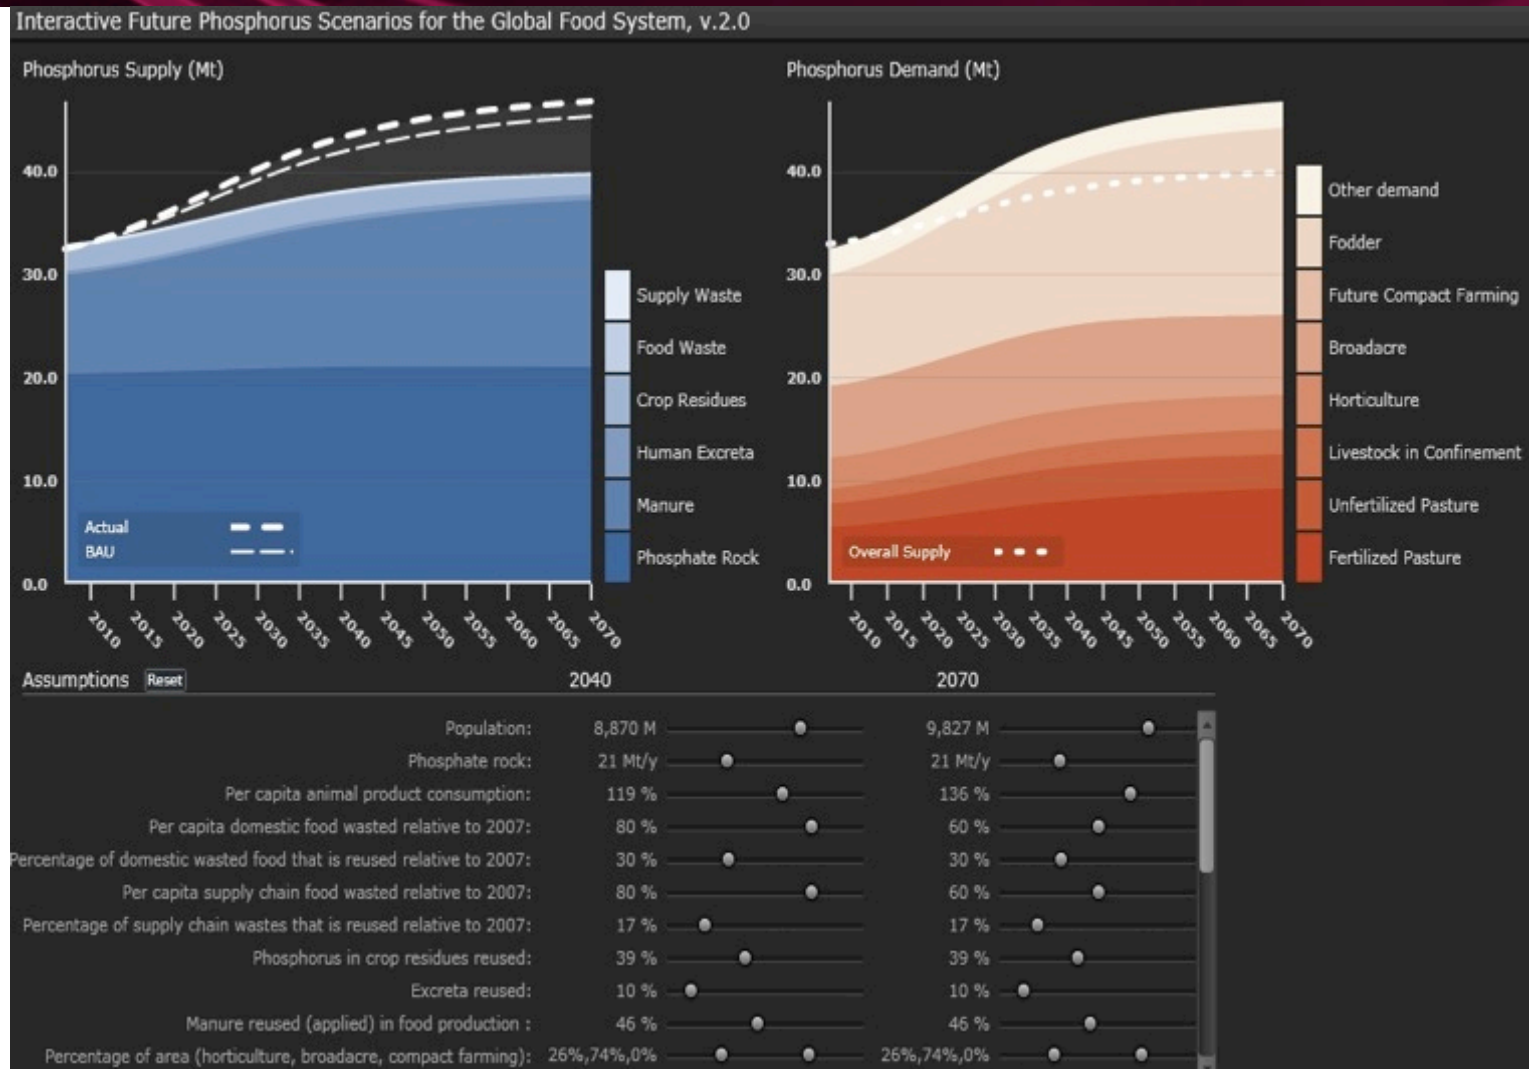 Interactive Future Phosphorus Scenarios for the Global Food System, v.2.0
Phosphorus Supply (Mt)
40.0
30.0
20.0
10.0
0.0
Actual
BAU
2010 2015 2020 2025 2030 2035 2040 2045 2050 2055 2060 2065 2070
Supply Waste
Food Waste
Crop Residues
Human Excreta
Manure
Phosphate Rock
Phosphorus Demand (Mt)
40.0
30.0
20.0
10.0
0.0
Overall Supply
2010 2015 2020 2025 2030 2035 2040 2045 2050 2055 2060 2065 2070
Other demand
Fodder
Future Compact Farming
Broadacre
Horticulture
Livestock in Confinement
Unfertilized Pasture
Fertilized Pasture
Assumptions Reset 2040 2070
Population: 8,870 M 9,827 M
Phosphate rock: 21 Mt/y 21 Mt/y
Per capita animal product consumption: 119 % 136 %
Per capita domestic food wasted relative to 2007: 80 % 60 %
Percentage of domestic wasted food that is reused relative to 2007: 30 % 30 %
Per capita supply chain food wasted relative to 2007: 80 % 60 %
Percentage of supply chain wastes that is reused relative to 2007: 17 % 17 %
Phosphorus in crop residues reused: 39 % 39 %
Excreta reused: 10 % 10 %
Manure reused (applied) in food production : 46 % 46 %
Percentage of area (horticulture, broadacre, compact farming): 26%,74%,0% 26%,74%,0%